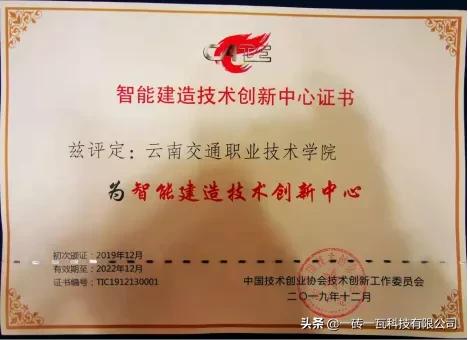 智能建造技术创新中心证书
兹评定：云南交通职业技术学院
为智能建造技术创新中心
初次颁证：2019年12月
有效期至：2022年12月
证书编号：TIC1912130001
中国技术创业协会技术创新工作委员会
二〇一九年十二月
头条 @一砖一瓦科技有限公司